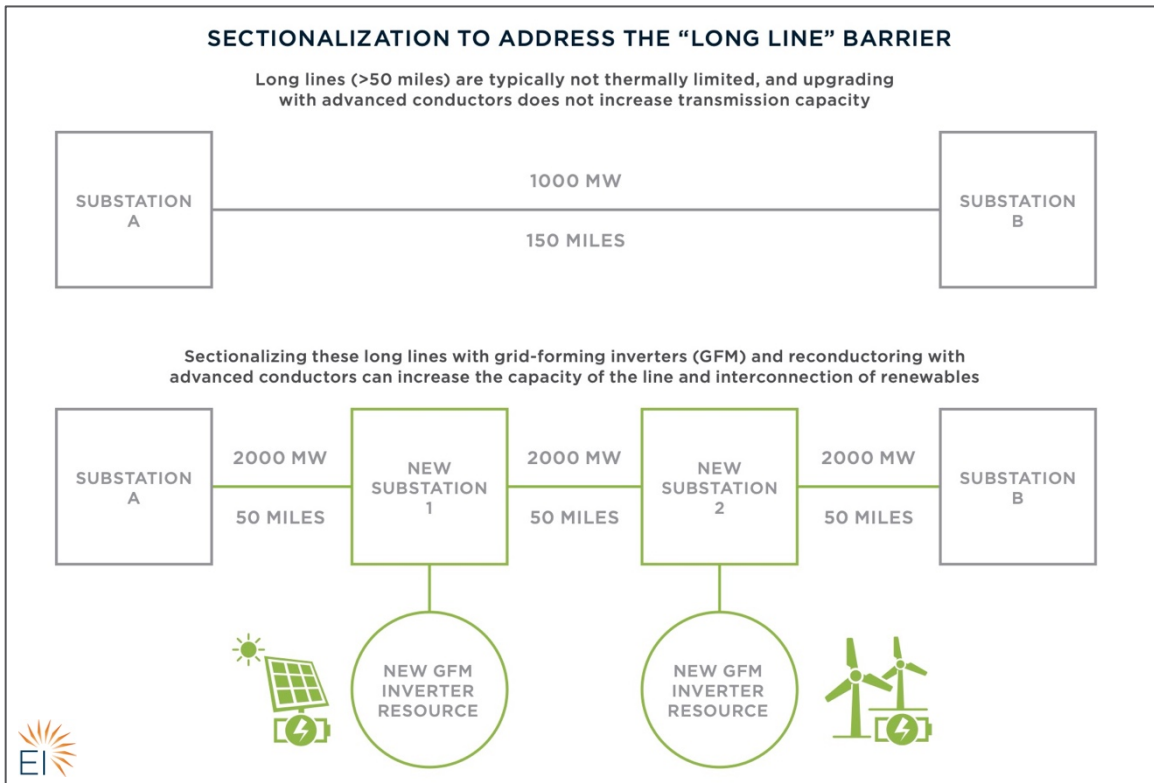 SECTIONALIZATION TO ADDRESS THE “LONG LINE” BARRIER
Long lines (>50 miles) are typically not thermally limited, and upgrading
with advanced conductors does not increase transmission capacity
SUBSTATION
A
1000 MW
150 MILES
SUBSTATION
B
Sectionalizing these long lines with grid-forming inverters (GFM) and reconductoring with
advanced conductors can increase the capacity of the line and interconnection of renewables
SUBSTATION
A
2000 MW
50 MILES
NEW
SUBSTATION
1
2000 MW
50 MILES
NEW
SUBSTATION
2
2000 MW
50 MILES
SUBSTATION
B
NEW GFM
INVERTER
RESOURCE
NEW GFM
INVERTER
RESOURCE
EI